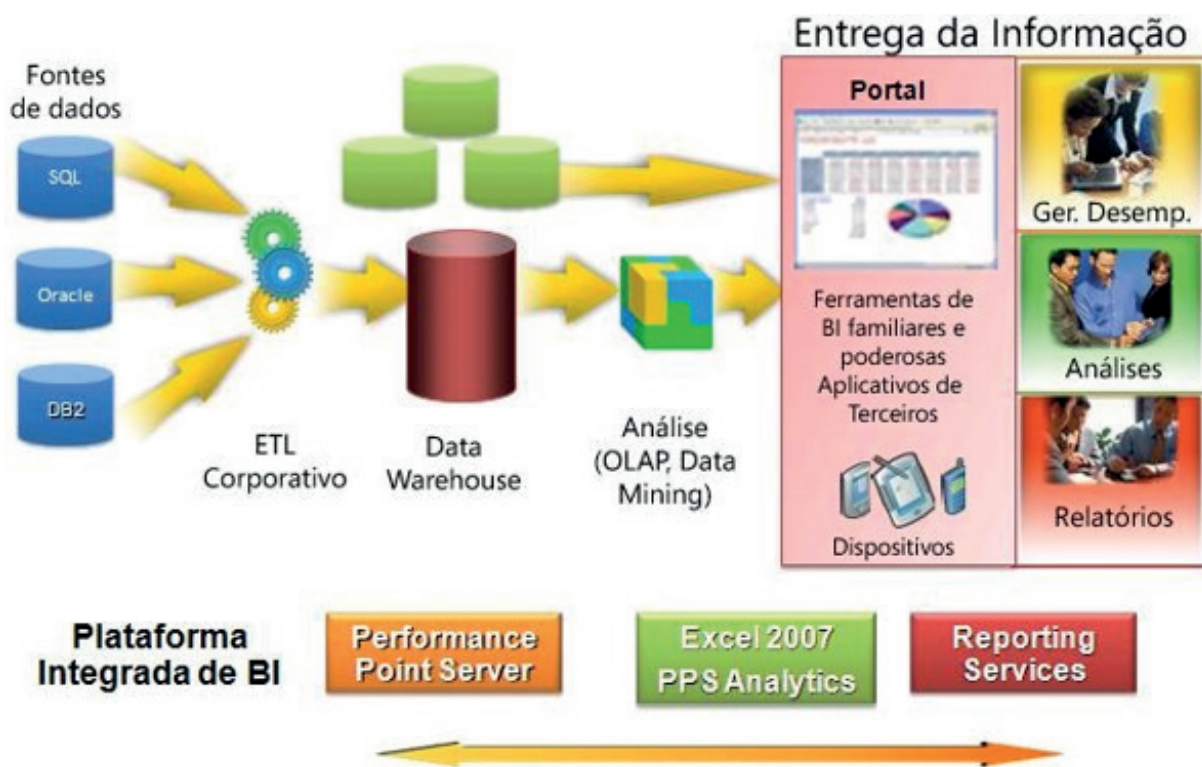 Entrega da Informação
Fontes
de dados
SQL
Oracle
DB2
ETL
Corporativo
Data
Warehouse
Análise
(OLAP, Data
Mining)
Portal
Ferramentas de
BI familiares e
poderosas
Aplicativos de
Terceiros
Dispositivos
Ger. Desemp.
Análises
Relatórios
Plataforma
Integrada de BI
Performance
Point Server
Excel 2007
PPS Analytics
Reporting
Services